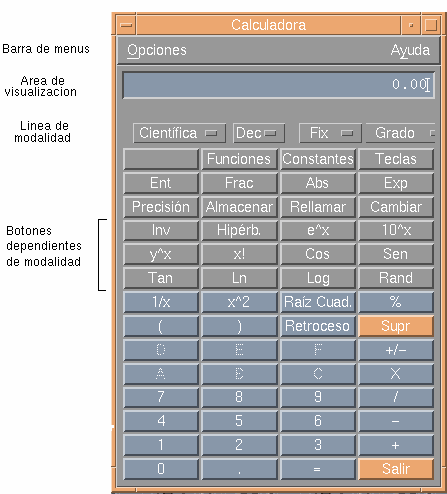 Calculadora
Barra de menus
Opciones Ayuda
Area de
visualizacion
0.00
Linea de
modalidad
Científica Dec Fix Grado
Funciones Constantes Teclas
Ent Frac Abs Exp
Precisión Almacenar Rellamar Cambiar
Botones
dependientes
de modalidad
Inv Hipérb. e^x 10^x
y^x x! Cos Sen
Tan Ln Log Rand
1/x x^2 Raíz Cuad. %
( ) Retroceso Supr
D E F +/-
A B C X
7 8 9 /
4 5 6 -
1 2 3 +
0 . = Salir